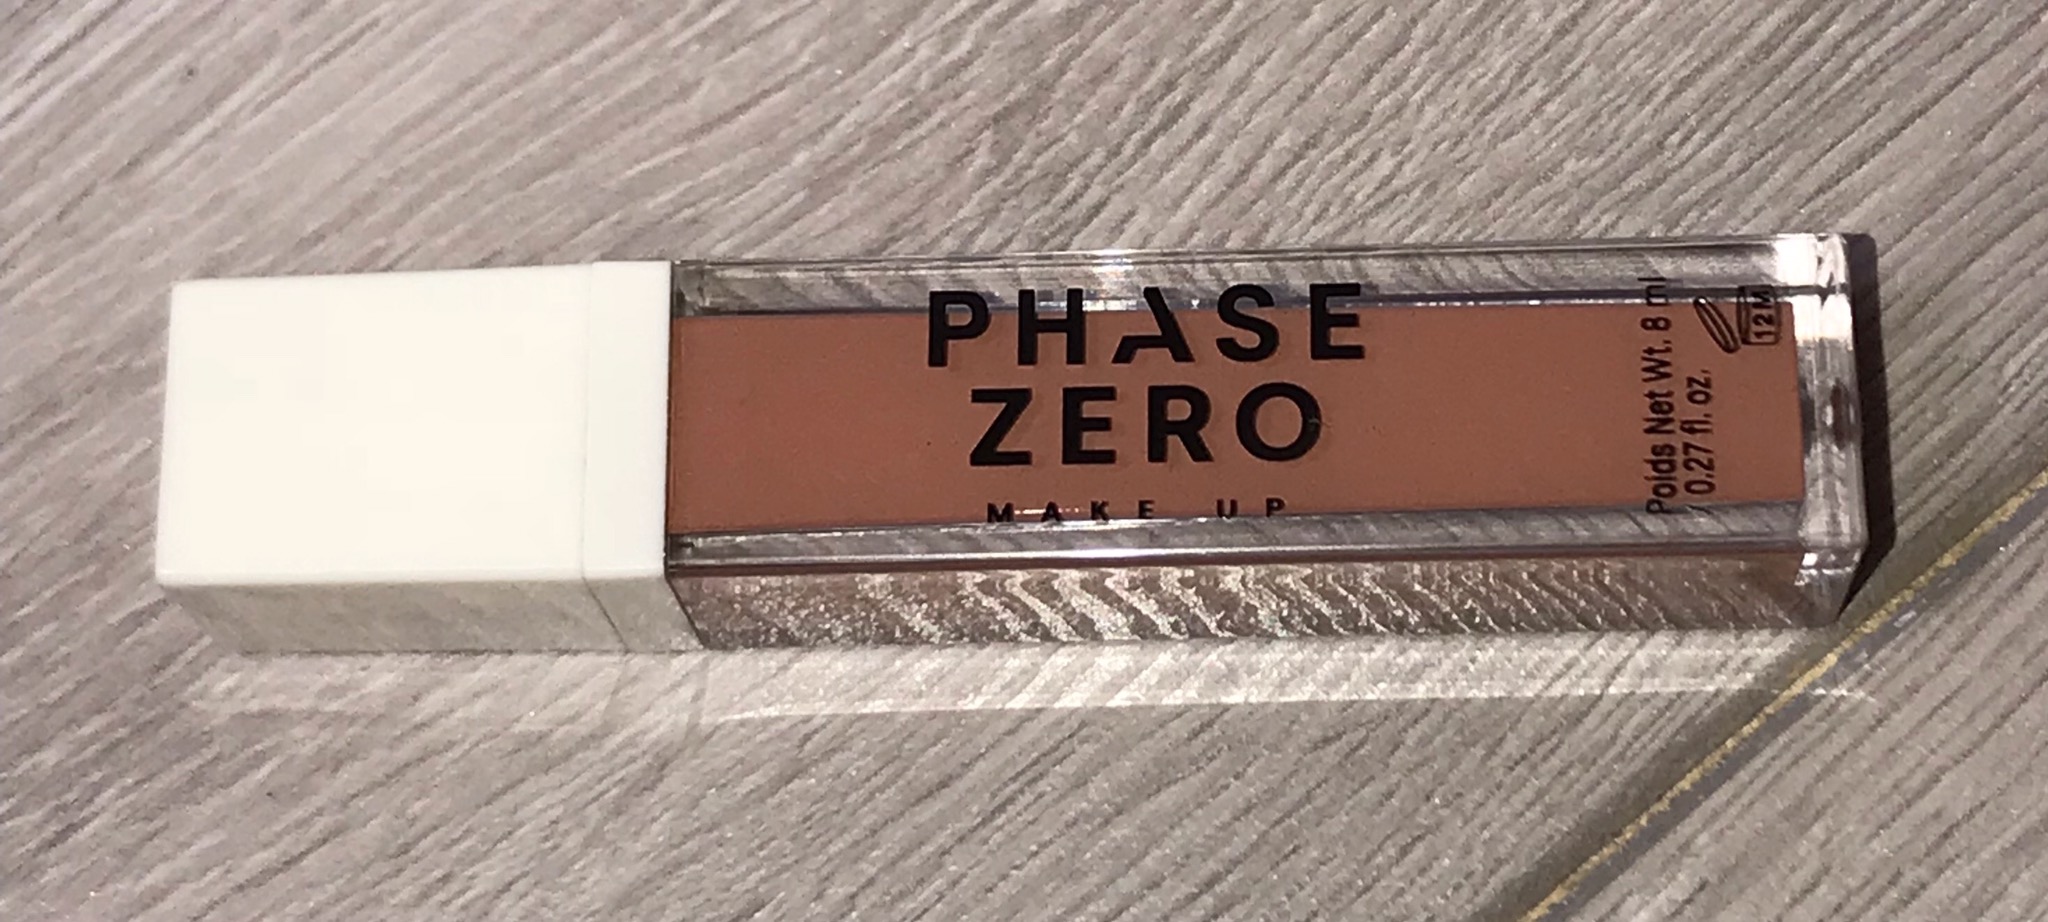 PHASE
ZERO
MAKE UP
Poids Net Wt. 8 ml
/ 0.27 fl. oz.
12M